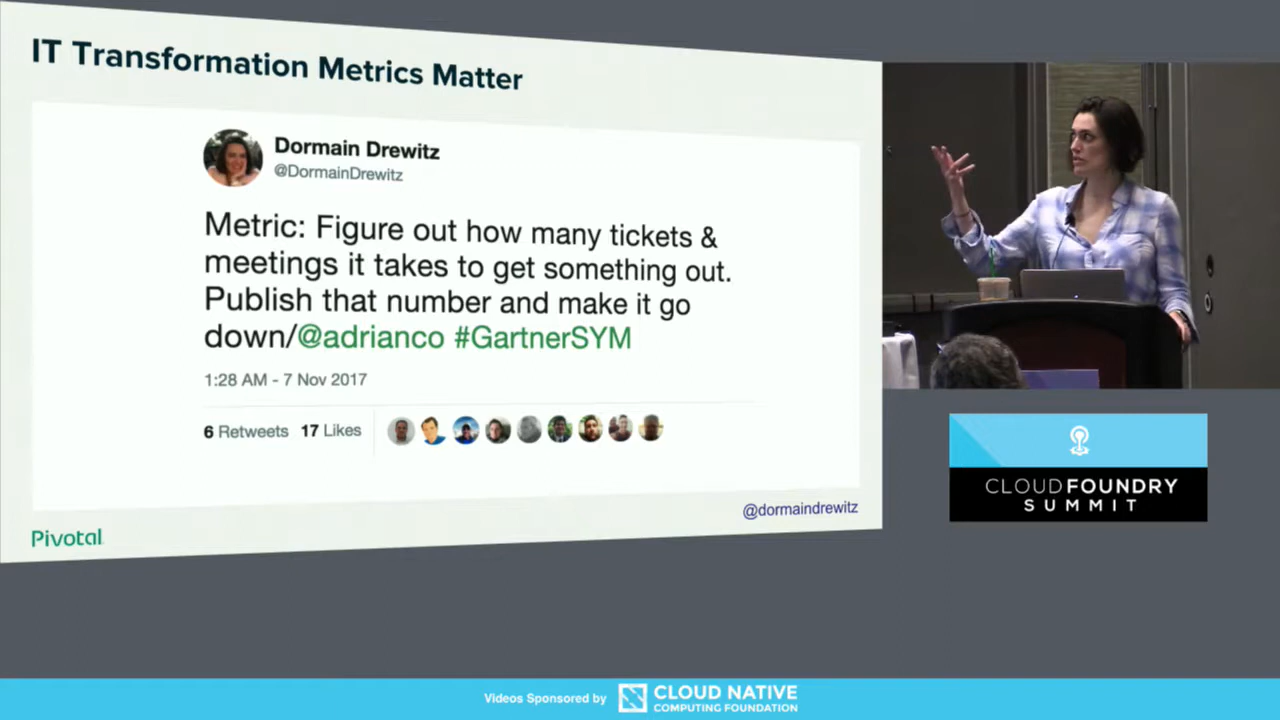 IT Transformation Metrics Matter
Dormain Drewitz
@DormainDrewitz
Metric: Figure out how many tickets &
meetings it takes to get something out.
Publish that number and make it go
down/@adrianco #GartnerSYM
1:28 AM - 7 Nov 2017
6 Retweets 17 Likes
@dormaindrewitz
Pivotal
CLOUD FOUNDRY
SUMMIT
Videos Sponsored by
CLOUD NATIVE
COMPUTING FOUNDATION